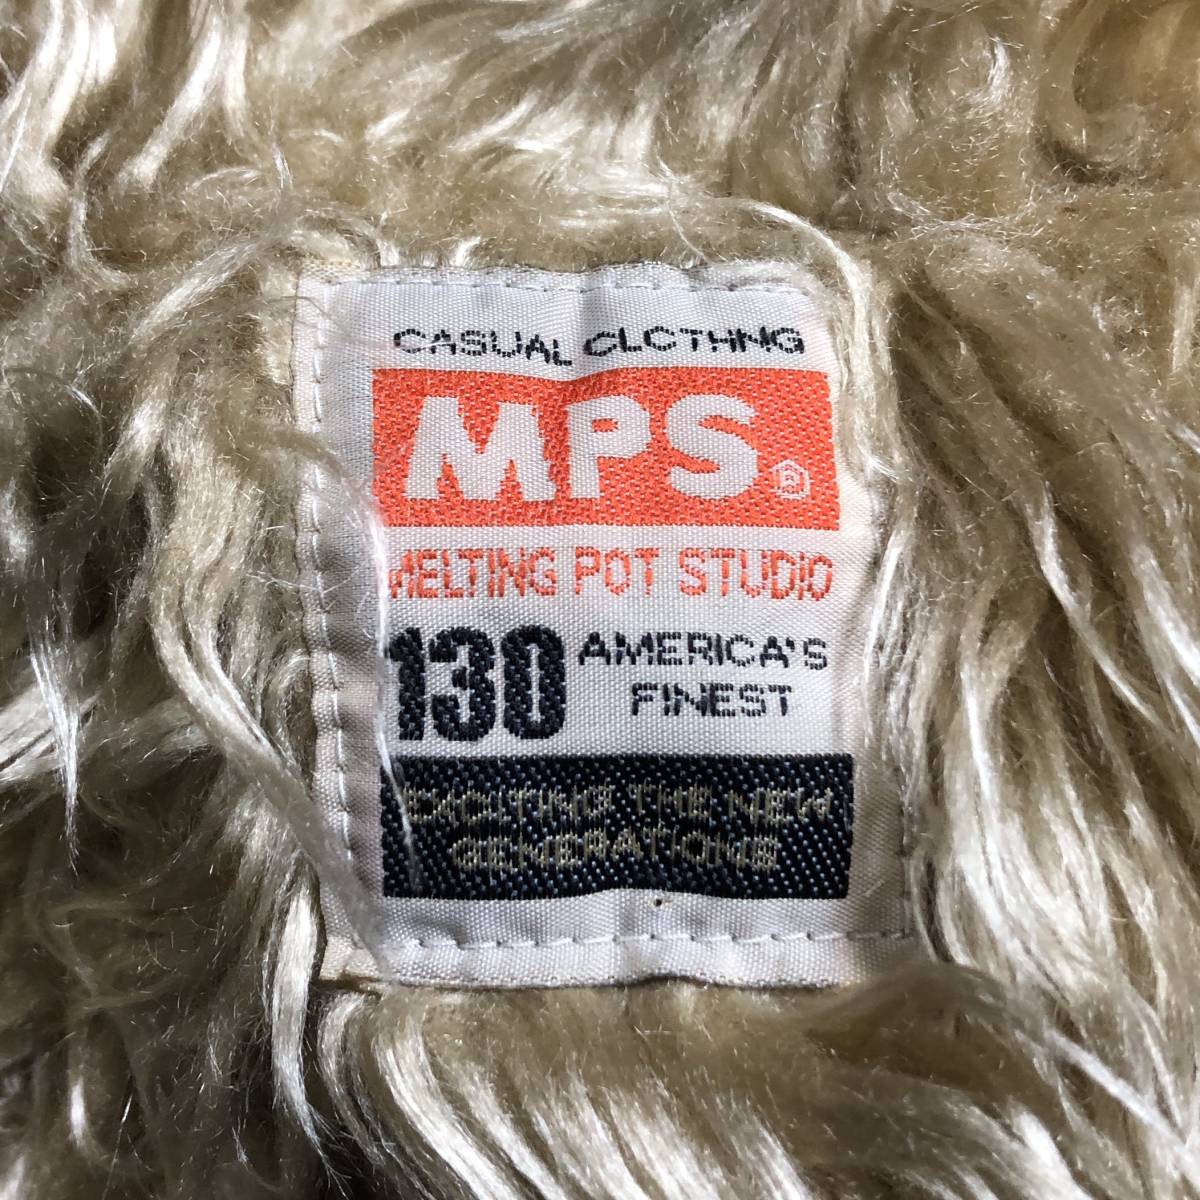 CASUAL CLOTHING
MPS ®
MELTING POT STUDIO
130 AMERICA'S
FINEST
EXCITING THE NEW
GENERATIONS